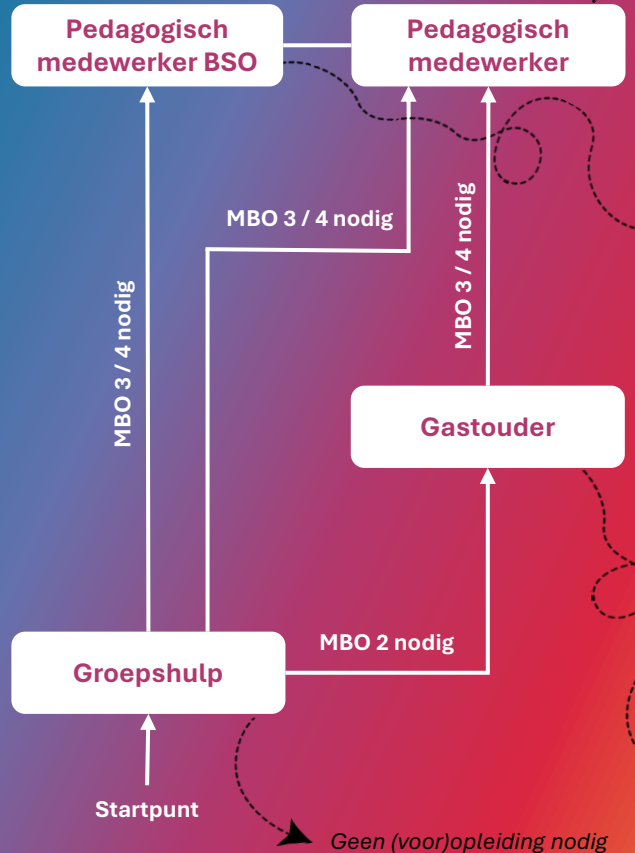 Pedagogisch
medewerker BSO
Pedagogisch
medewerker
MBO 3 / 4 nodig
MBO 3 / 4 nodig
MBO 3 / 4 nodig
Gastouder
MBO 2 nodig
Groepshulp
Startpunt
Geen (voor)opleiding nodig